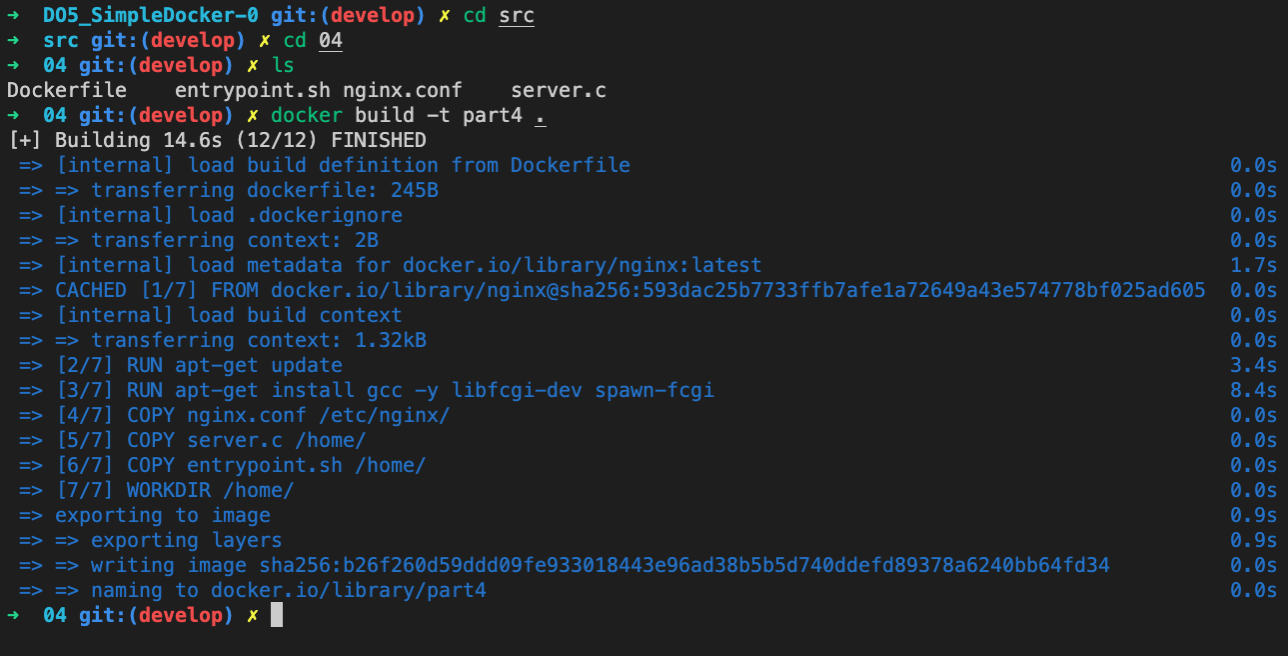 ➜  DO5_SimpleDocker-0 git:(develop) ✗ cd src
➜  src git:(develop) ✗ cd 04
➜  04 git:(develop) ✗ ls
Dockerfile    entrypoint.sh nginx.conf    server.c
➜  04 git:(develop) ✗ docker build -t part4 .
[+] Building 14.6s (12/12) FINISHED
=> [internal] load build definition from Dockerfile 0.0s
=> => transferring dockerfile: 245B 0.0s
=> [internal] load .dockerignore 0.0s
=> => transferring context: 2B 0.0s
=> [internal] load metadata for docker.io/library/nginx:latest 1.7s
=> CACHED [1/7] FROM docker.io/library/nginx@sha256:593dac25b7733ffb7afe1a72649a43e574778bf025ad605 0.0s
=> [internal] load build context 0.0s
=> => transferring context: 1.32kB 0.0s
=> [2/7] RUN apt-get update 3.4s
=> [3/7] RUN apt-get install gcc -y libfcgi-dev spawn-fcgi 8.4s
=> [4/7] COPY nginx.conf /etc/nginx/ 0.0s
=> [5/7] COPY server.c /home/ 0.0s
=> [6/7] COPY entrypoint.sh /home/ 0.0s
=> [7/7] WORKDIR /home/ 0.0s
=> exporting to image 0.9s
=> => exporting layers 0.9s
=> => writing image sha256:b26f260d59ddd09fe933018443e96ad38b5b5d740ddefd89378a6240bb64fd34 0.0s
=> => naming to docker.io/library/part4 0.0s
➜  04 git:(develop) ✗